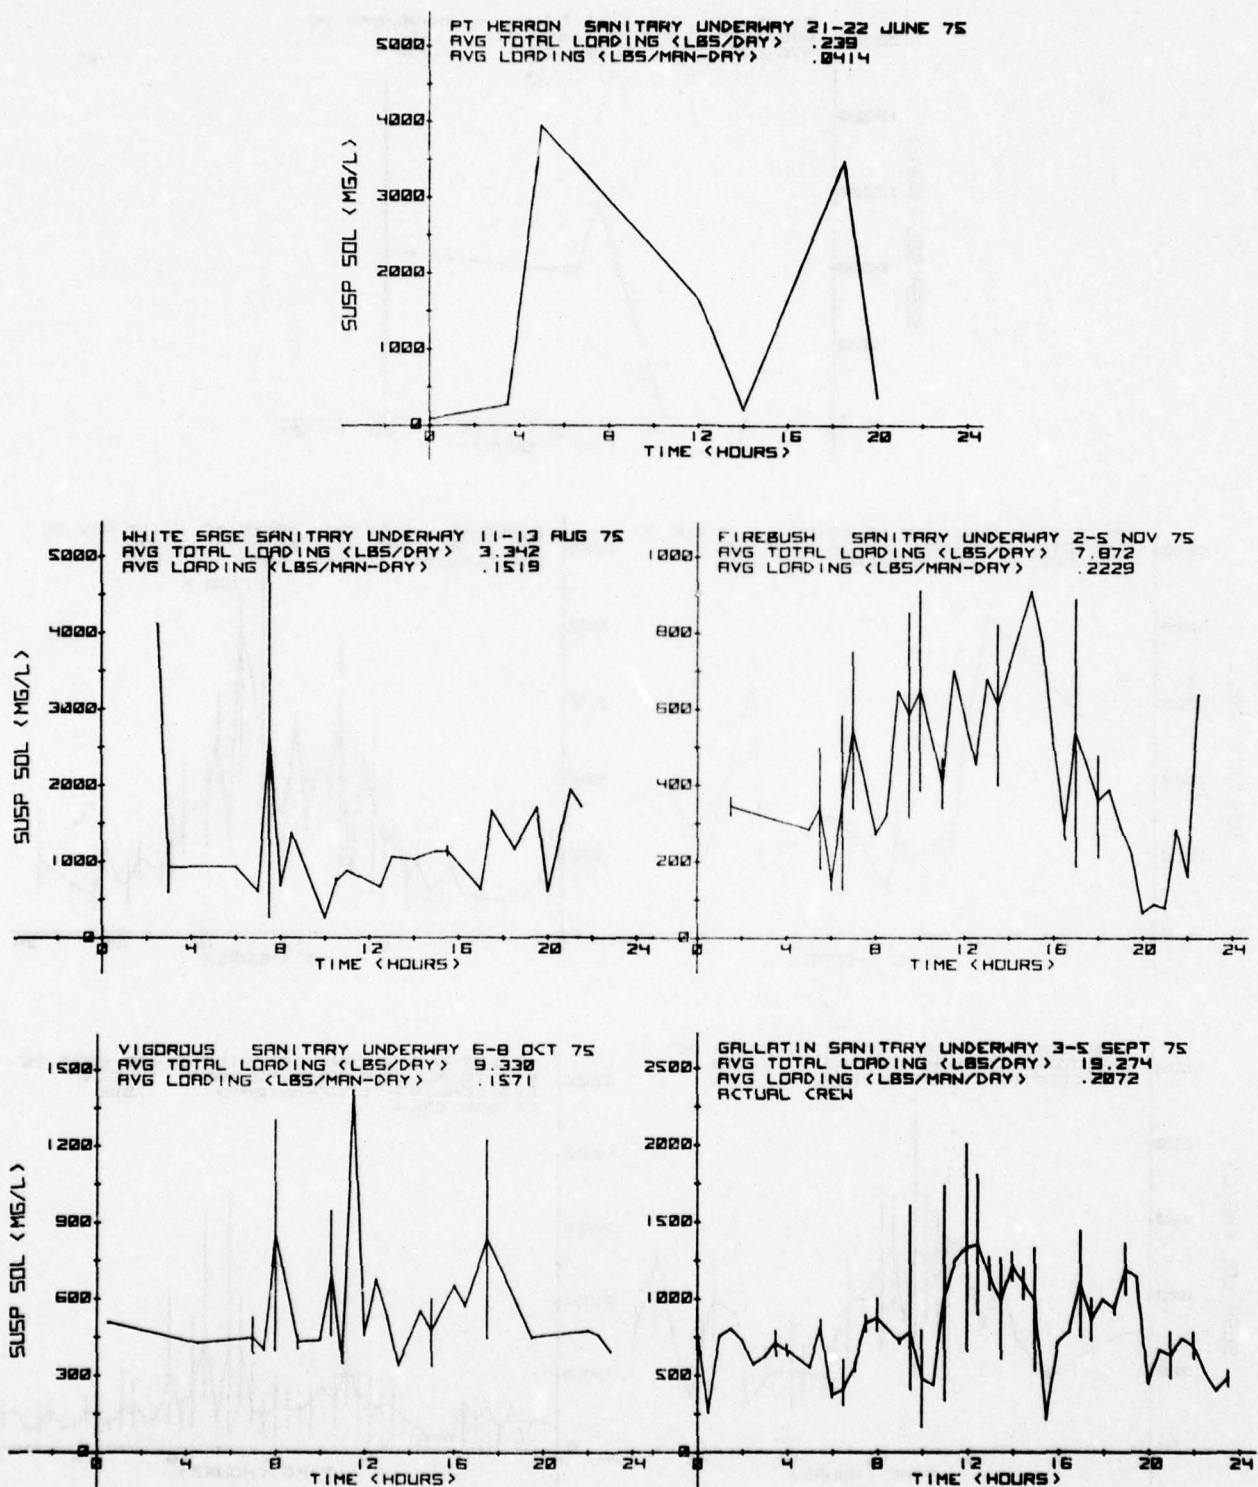 PT HERRON SANITARY UNDERWAY 21-22 JUNE 75
AVG TOTAL LOADING <LBS/DAY> .239
AVG LOADING <LBS/MAN-DAY> .0414
5000
4000
3000
2000
1000
0
SUSP SOL <MG/L>
0 4 8 12 16 20 24
TIME <HOURS>
WHITE SAGE SANITARY UNDERWAY 11-13 AUG 75
AVG TOTAL LOADING <LBS/DAY> 3.342
AVG LOADING <LBS/MAN-DAY> .1519
5000
4000
3000
2000
1000
0
SUSP SOL <MG/L>
0 4 8 12 16 20 24
TIME <HOURS>
FIREBUSH SANITARY UNDERWAY 2-5 NOV 75
AVG TOTAL LOADING <LBS/DAY> 7.872
AVG LOADING <LBS/MAN-DAY> .2229
1000
800
600
400
200
0
0 4 8 12 16 20 24
TIME <HOURS>
VIGOROUS SANITARY UNDERWAY 6-8 OCT 75
AVG TOTAL LOADING <LBS/DAY> 9.330
AVG LOADING <LBS/MAN-DAY> .1571
1500
1200
900
600
300
0
SUSP SOL <MG/L>
0 4 8 12 16 20 24
TIME <HOURS>
GALLATIN SANITARY UNDERWAY 3-5 SEPT 75
AVG TOTAL LOADING <LBS/DAY> 19.274
AVG LOADING <LBS/MAN/DAY> .2072
ACTUAL CREW
2500
2000
1500
1000
500
0
0 4 8 12 16 20 24
TIME <HOURS>